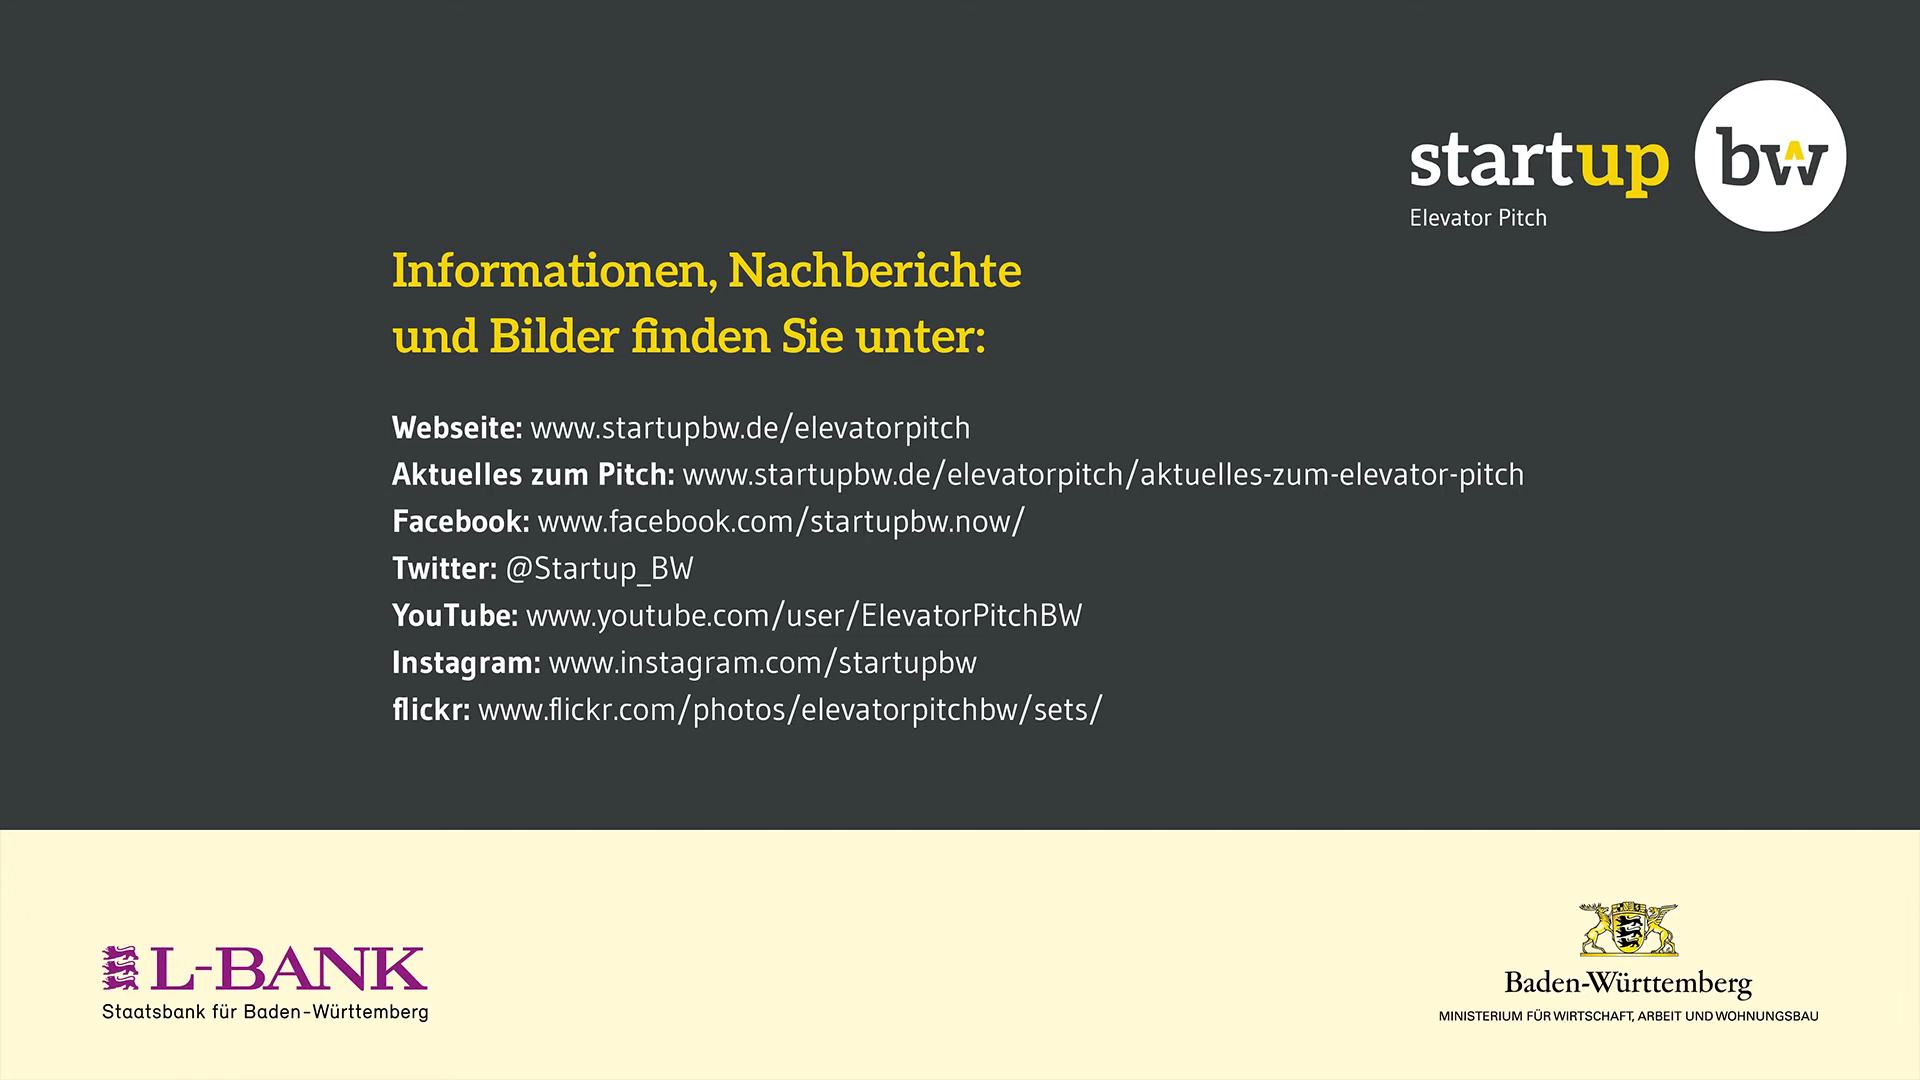 startup bw
Elevator Pitch
Informationen, Nachberichte
und Bilder finden Sie unter:
Webseite: www.startupbw.de/elevatorpitch
Aktuelles zum Pitch: www.startupbw.de/elevatorpitch/aktuelles-zum-elevator-pitch
Facebook: www.facebook.com/startupbw.now/
Twitter: @Startup_BW
YouTube: www.youtube.com/user/ElevatorPitchBW
Instagram: www.instagram.com/startupbw
flickr: www.flickr.com/photos/elevatorpitchbw/sets/
L-BANK
Staatsbank für Baden-Württemberg
Baden-Württemberg
MINISTERIUM FÜR WIRTSCHAFT, ARBEIT UND WOHNUNGSBAU